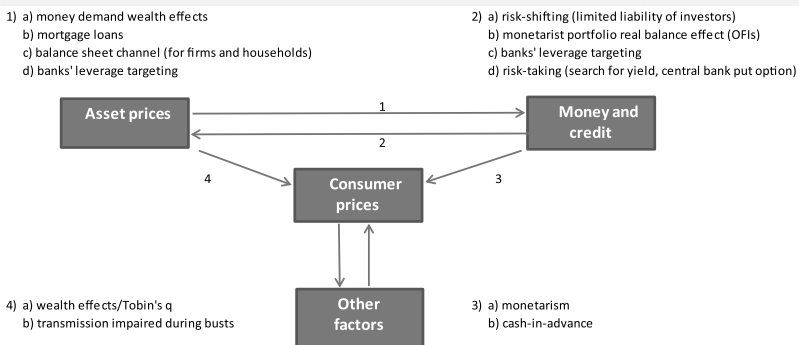 1) a) money demand wealth effects
b) mortgage loans
c) balance sheet channel (for firms and households)
d) banks' leverage targeting
2) a) risk-shifting (limited liability of investors)
b) monetarist portfolio real balance effect (OFIs)
c) banks' leverage targeting
d) risk-taking (search for yield, central bank put option)
Asset prices
1
2
Money and
credit
4
3
Consumer
prices
Other
factors
4) a) wealth effects/Tobin's q
b) transmission impaired during busts
3) a) monetarism
b) cash-in-advance